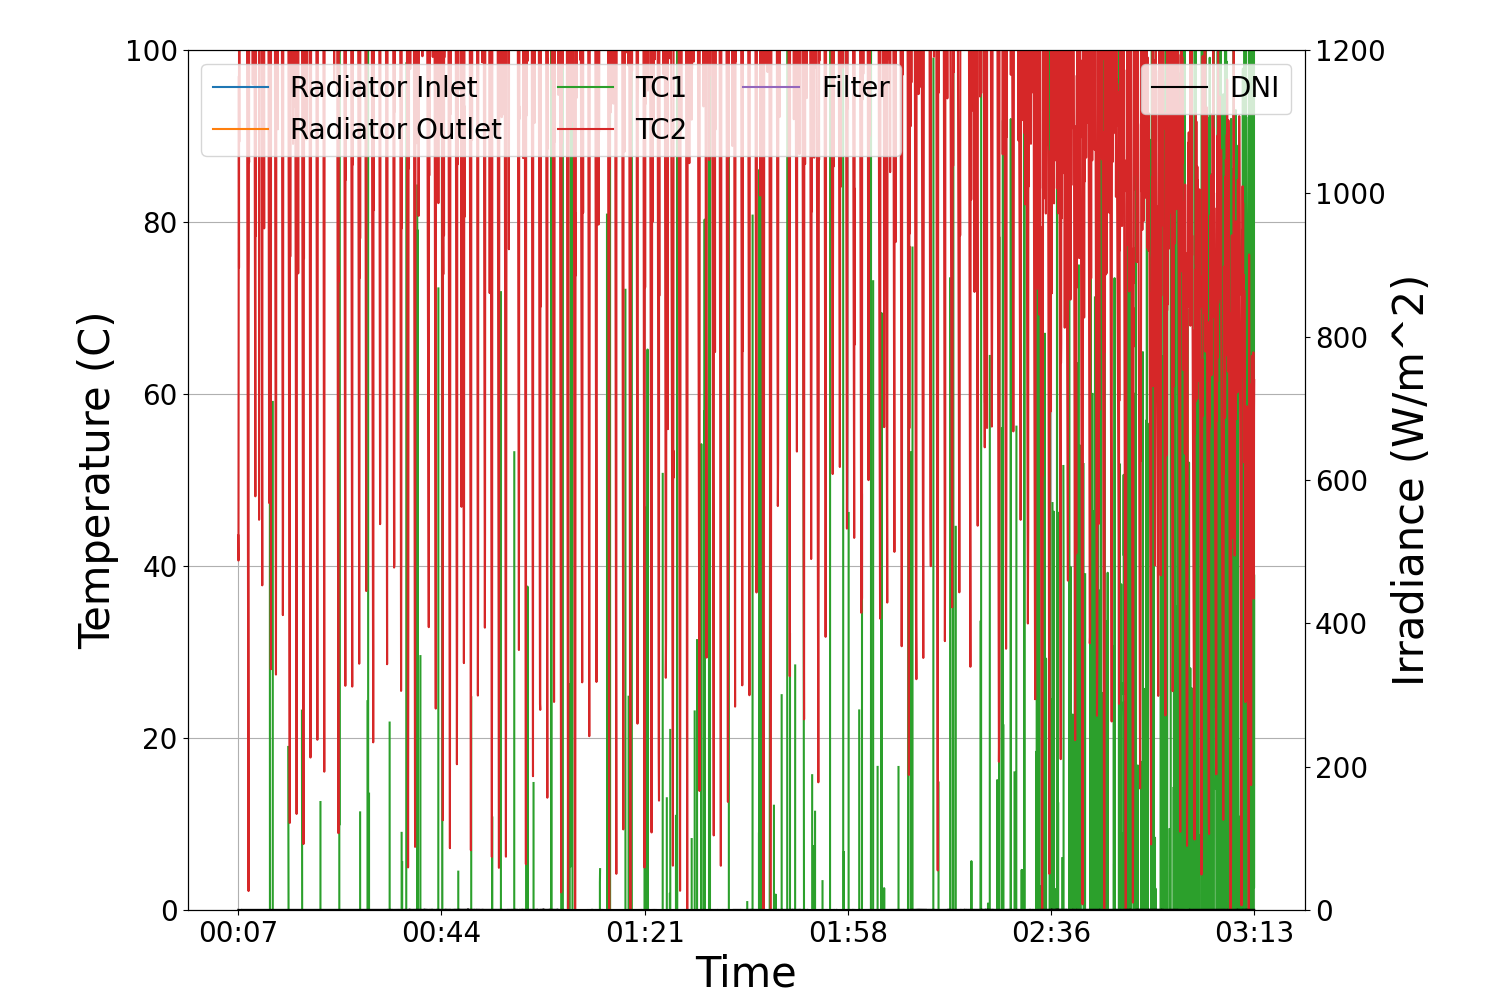 100
80
60
40
20
0
Temperature (C)
Radiator Inlet
Radiator Outlet
TC1
TC2
Filter
DNI
1200
1000
800
600
400
200
0
Irradiance (W/m^2)
00:07
00:44
01:21
01:58
02:36
03:13
Time